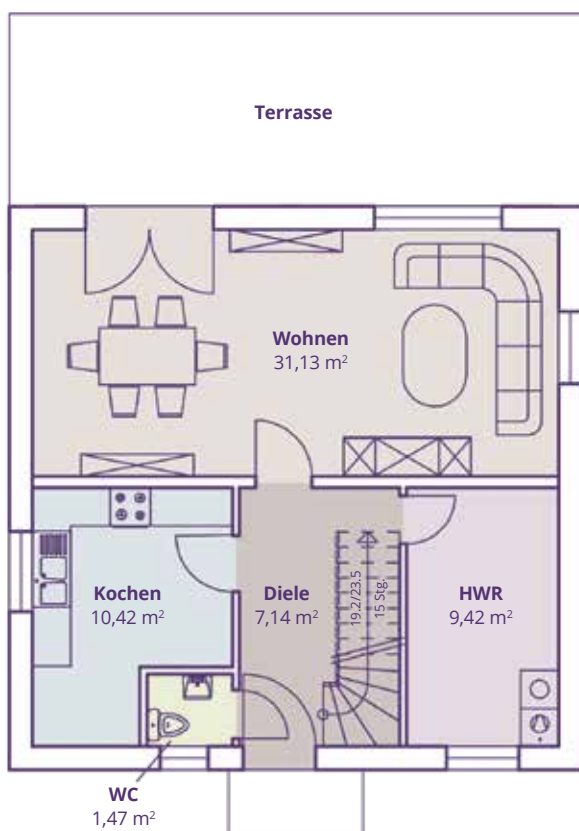 Terrasse
Wohnen
31,13 m²
Kochen
10,42 m²
Diele
7,14 m²
19.2/23.5
15 Stg.
HWR
9,42 m²
WC
1,47 m²